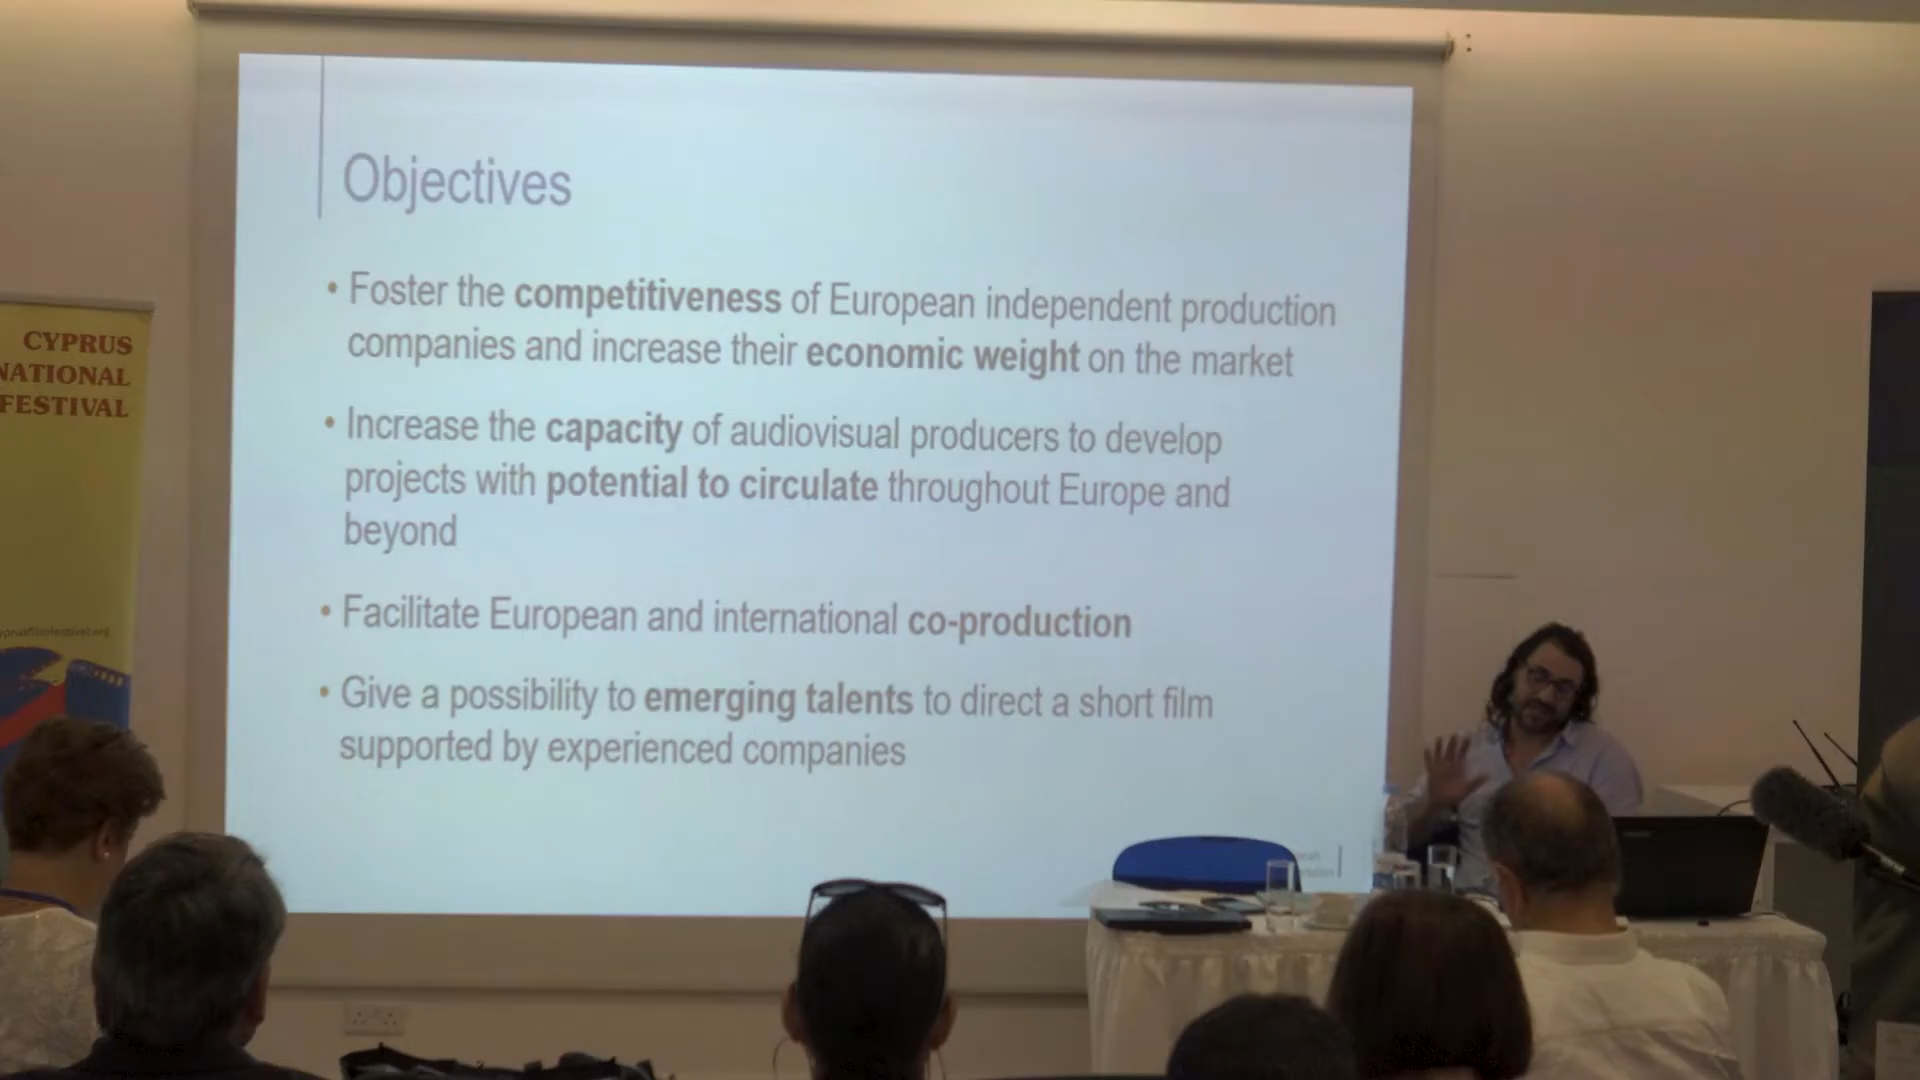 Objectives
• Foster the competitiveness of European independent production
companies and increase their economic weight on the market
• Increase the capacity of audiovisual producers to develop
projects with potential to circulate throughout Europe and
beyond
• Facilitate European and international co-production
• Give a possibility to emerging talents to direct a short film
supported by experienced companies
CYPRUS
NATIONAL
FESTIVAL